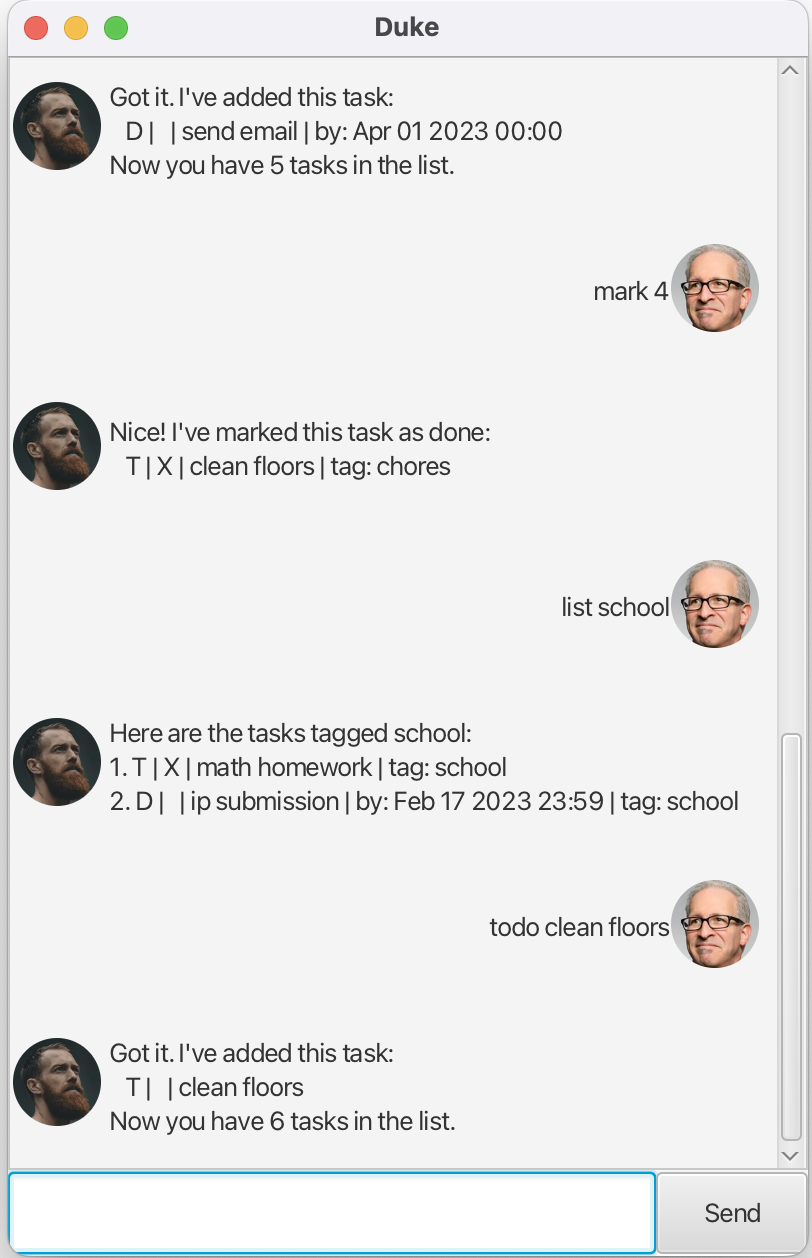 Duke
Got it. I've added this task:
D |   | send email | by: Apr 01 2023 00:00
Now you have 5 tasks in the list.
mark 4
Nice! I've marked this task as done:
T | X | clean floors | tag: chores
list school
Here are the tasks tagged school:
1. T | X | math homework | tag: school
2. D |   | ip submission | by: Feb 17 2023 23:59 | tag: school
todo clean floors
Got it. I've added this task:
T |   | clean floors
Now you have 6 tasks in the list.
Send